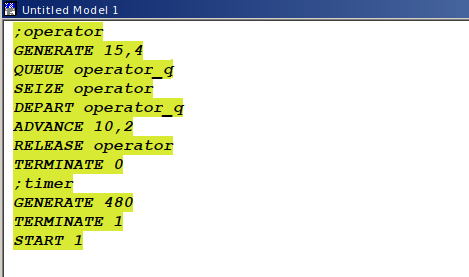 Untitled Model 1
;operator
GENERATE 15,4
QUEUE operator_q
SEIZE operator
DEPART operator_q
ADVANCE 10,2
RELEASE operator
TERMINATE 0
;timer
GENERATE 480
TERMINATE 1
START 1